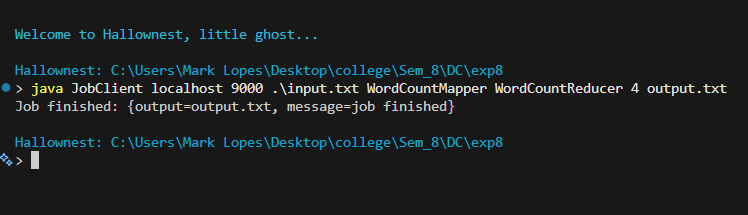 Welcome to Hallownest, little ghost...
Hallownest: C:\Users\Mark Lopes\Desktop\college\Sem_8\DC\exp8
> java JobClient localhost 9000 .\input.txt WordCountMapper WordCountReducer 4 output.txt
Job finished: {output=output.txt, message=job finished}
Hallownest: C:\Users\Mark Lopes\Desktop\college\Sem_8\DC\exp8
>